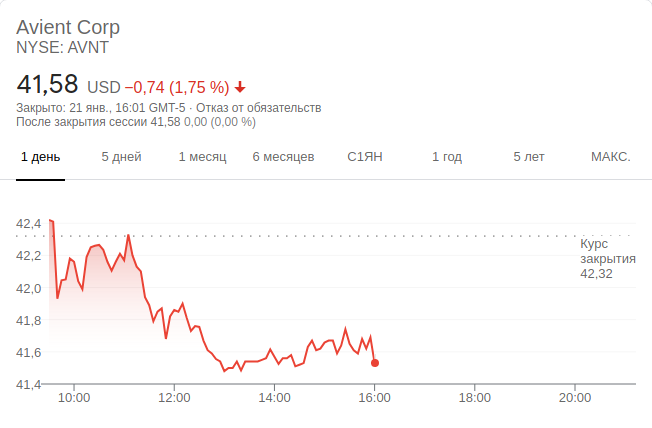 Avient Corp
NYSE: AVNT
41,58 USD −0,74 (1,75 %)
Закрыто: 21 янв., 16:01 GMT-5 · Отказ от обязательств
После закрытия сессии 41,58 0,00 (0,00 %)
1 день 5 дней 1 месяц 6 месяцев С1ЯН 1 год 5 лет МАКС.
42,4
Курс
закрытия
42,32
42,2
42,0
41,8
41,6
41,4
10:00 12:00 14:00 16:00 18:00 20:00